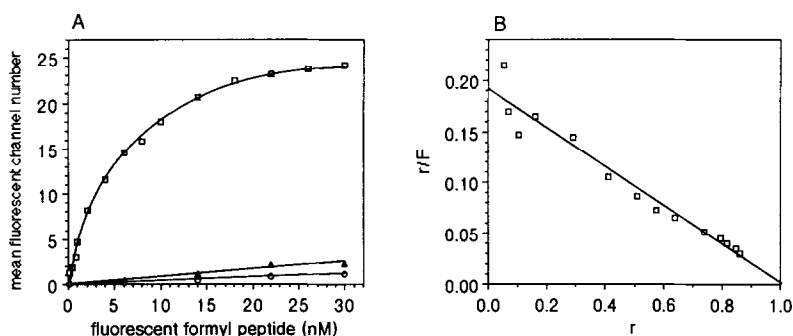 A
mean fluorescent channel number
25
20
15
10
5
0
0 5 10 15 20 25 30
fluorescent formyl peptide (nM)
B
r/F
0.20
0.15
0.10
0.05
0.00
0.0 0.2 0.4 0.6 0.8 1.0
r